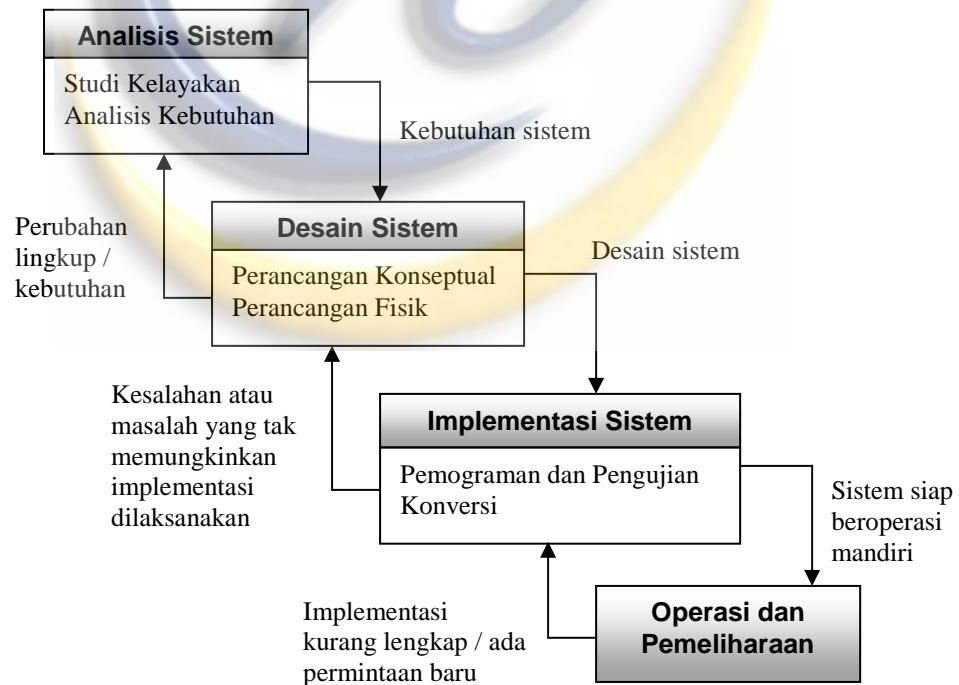 Analisis Sistem
Studi Kelayakan
Analisis Kebutuhan
Kebutuhan sistem
Perubahan
lingkup /
kebutuhan
Desain Sistem
Perancangan Konseptual
Perancangan Fisik
Desain sistem
Kesalahan atau
masalah yang tak
memungkinkan
implementasi
dilaksanakan
Implementasi Sistem
Pemograman dan Pengujian
Konversi
Sistem siap
beroperasi
mandiri
Implementasi
kurang lengkap / ada
permintaan baru
Operasi dan
Pemeliharaan